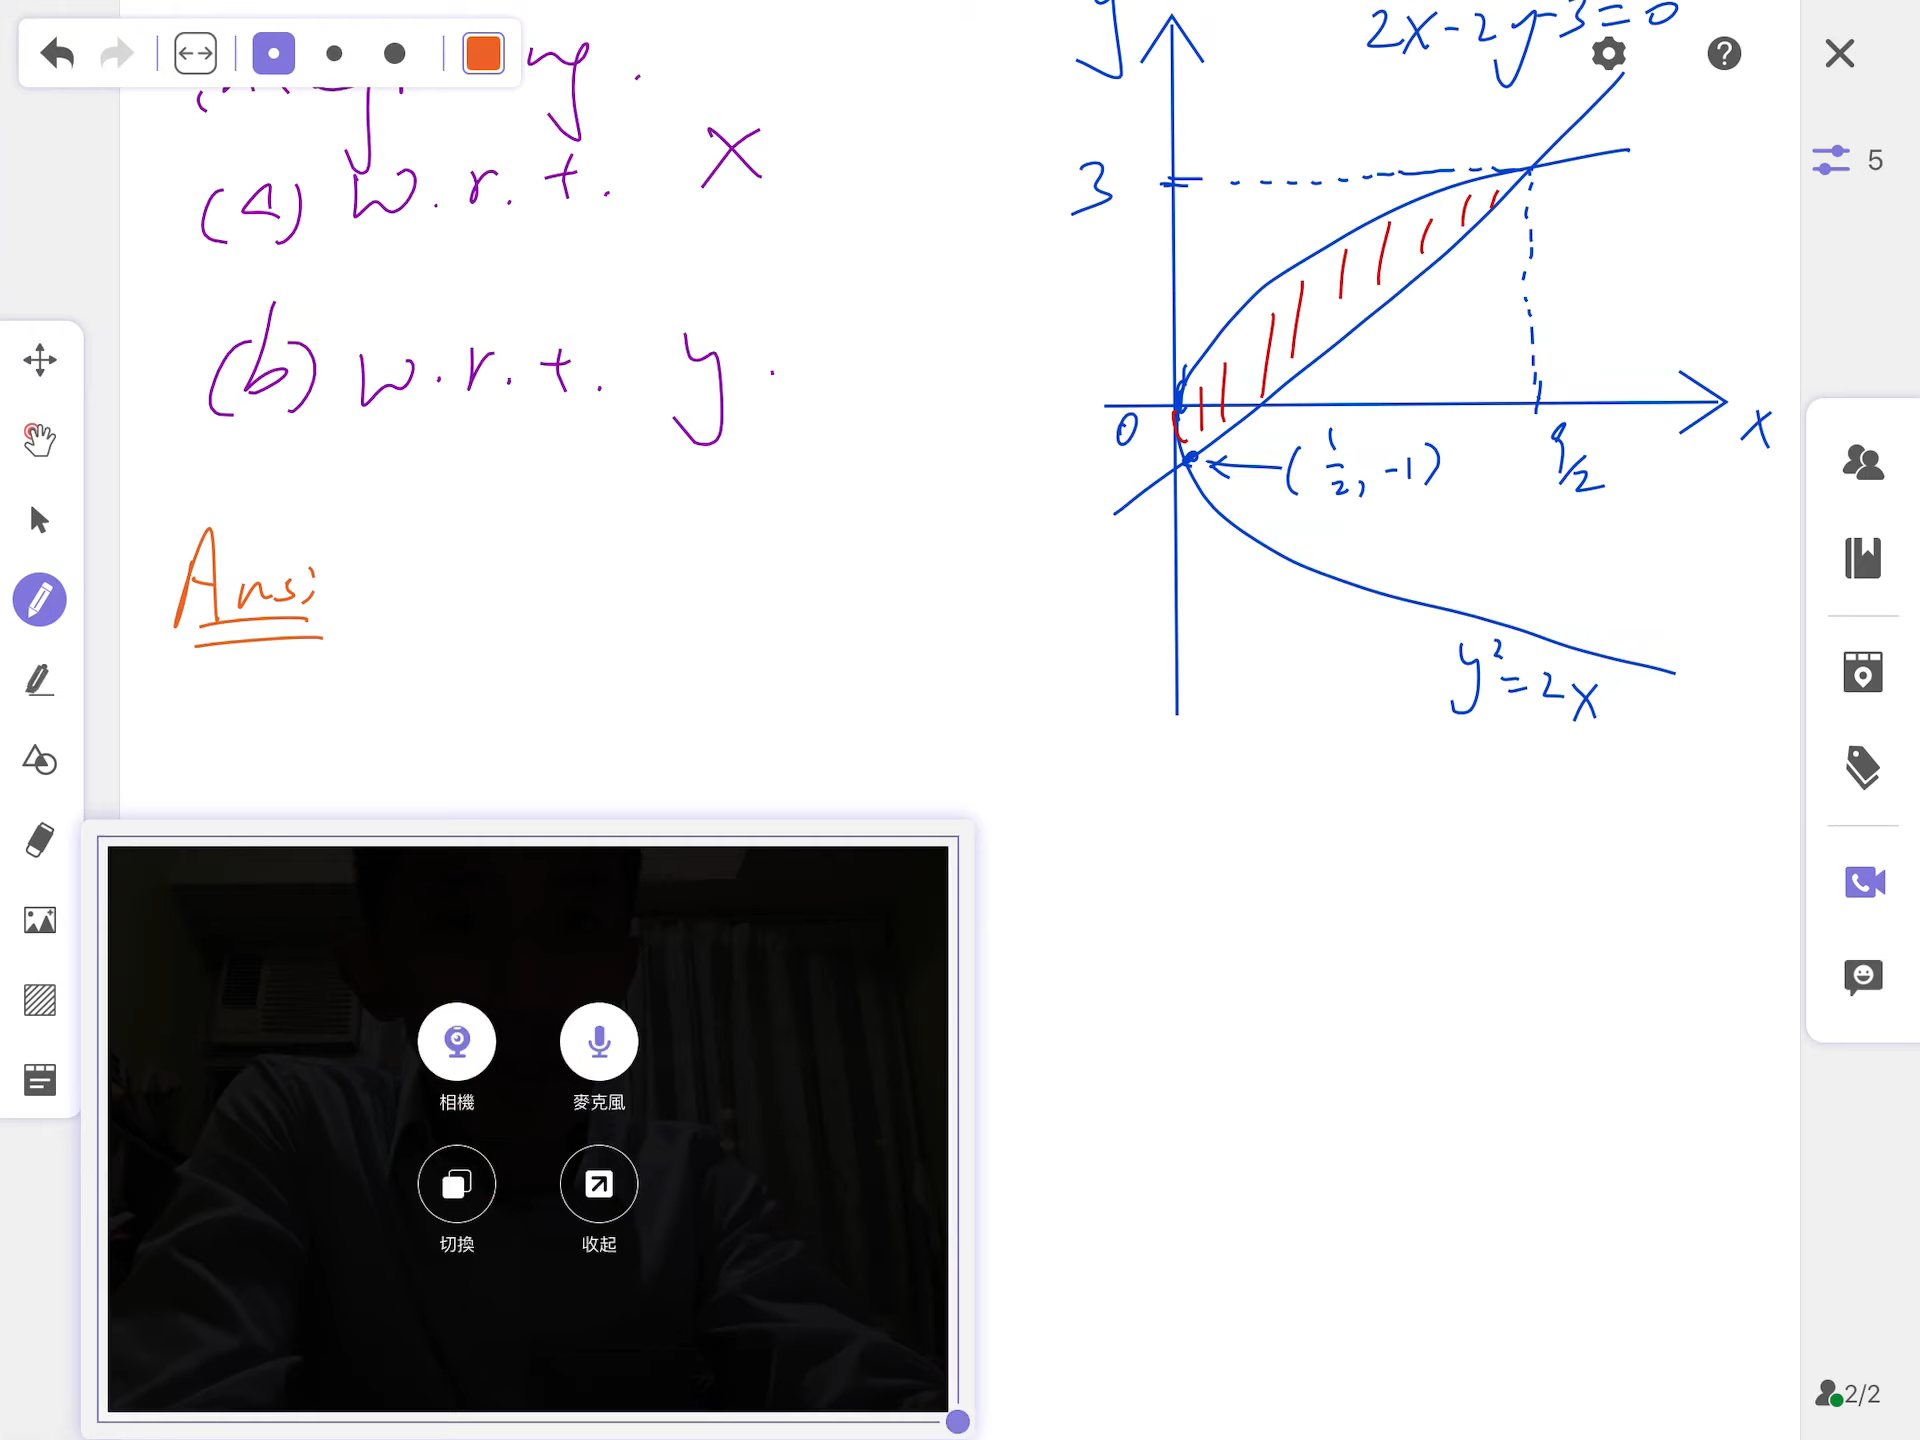 y
2x-2y-3=0
5
(a) w.r.t. x
3
(b) w.r.t. y.
0
x
(1/2, -1)
9/2
Ans:
y²=2x
相機
麥克風
切換
收起
2/2